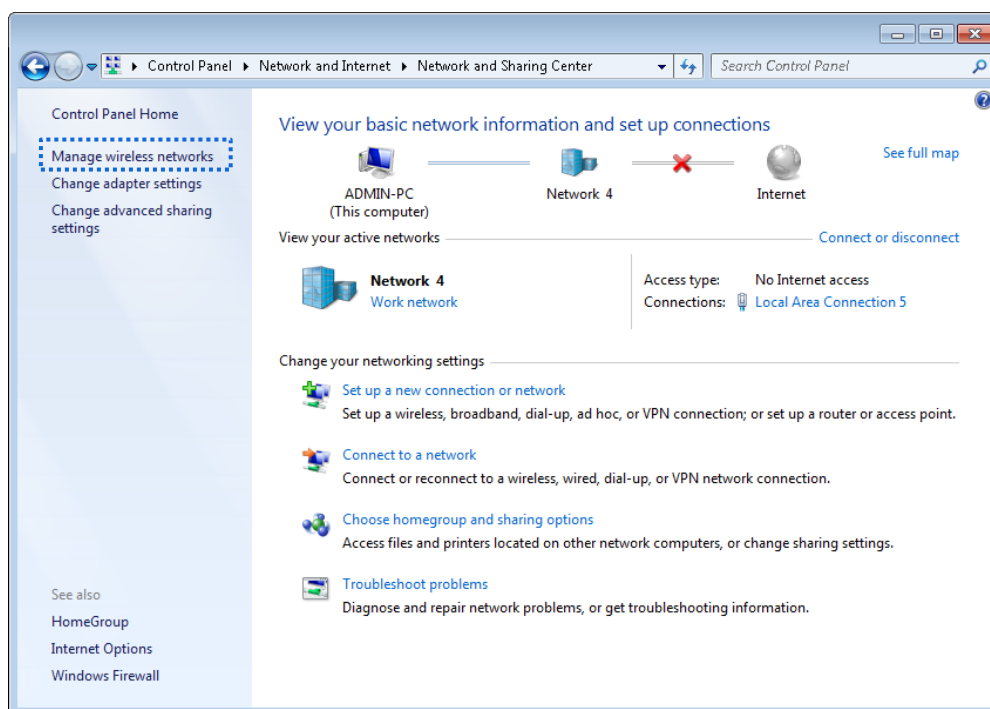 Control Panel ▸ Network and Internet ▸ Network and Sharing Center
Search Control Panel
Control Panel Home
Manage wireless networks
Change adapter settings
Change advanced sharing
settings
See also
HomeGroup
Internet Options
Windows Firewall
View your basic network information and set up connections
See full map
ADMIN-PC
(This computer)
Network 4
Internet
View your active networks
Connect or disconnect
Network 4
Work network
Access type: No Internet access
Connections: Local Area Connection 5
Change your networking settings
Set up a new connection or network
Set up a wireless, broadband, dial-up, ad hoc, or VPN connection; or set up a router or access point.
Connect to a network
Connect or reconnect to a wireless, wired, dial-up, or VPN network connection.
Choose homegroup and sharing options
Access files and printers located on other network computers, or change sharing settings.
Troubleshoot problems
Diagnose and repair network problems, or get troubleshooting information.